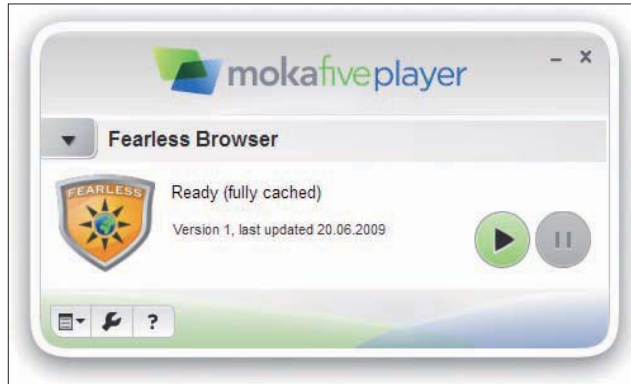 mokafiveplayer
Fearless Browser
FEARLESS
Ready (fully cached)
Version 1, last updated 20.06.2009
?